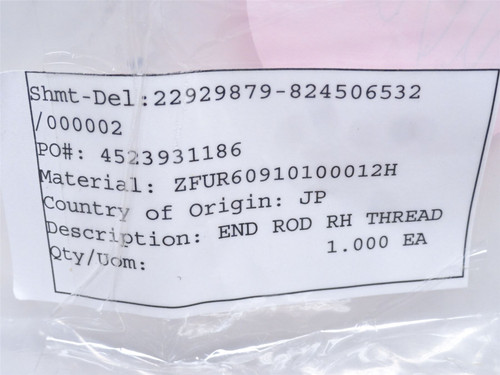 Shmt-Del:22929879-824506532
/000002
PO#: 4523931186
Material: ZFUR60910100012H
Country of Origin: JP
Description: END ROD RH THREAD
Qty/Uom: 1.000 EA